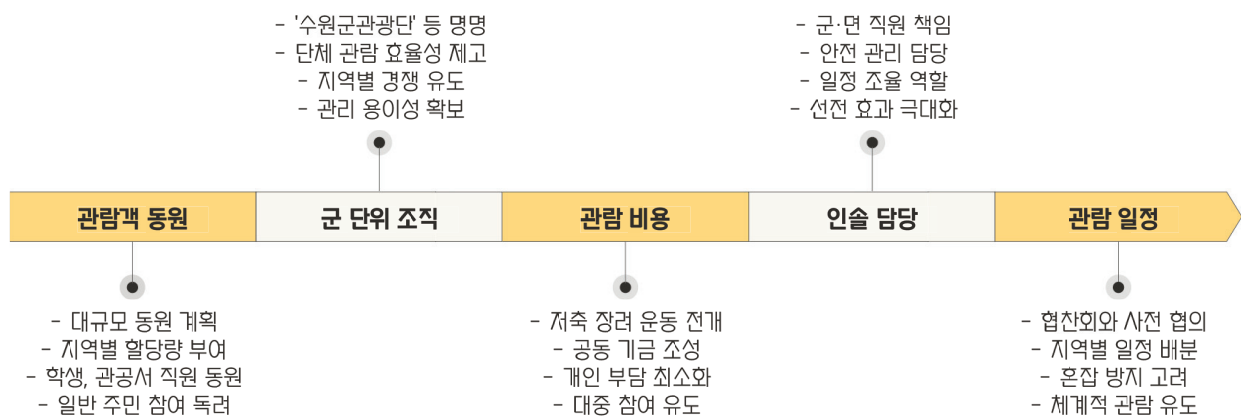 - '수원군관광단' 등 명명
- 단체 관람 효율성 제고
- 지역별 경쟁 유도
- 관리 용이성 확보
- 군·면 직원 책임
- 안전 관리 담당
- 일정 조율 역할
- 선전 효과 극대화
관람객 동원
군 단위 조직
관람 비용
인솔 담당
관람 일정
- 대규모 동원 계획
- 지역별 할당량 부여
- 학생, 관공서 직원 동원
- 일반 주민 참여 독려
- 저축 장려 운동 전개
- 공동 기금 조성
- 개인 부담 최소화
- 대중 참여 유도
- 협찬회와 사전 협의
- 지역별 일정 배분
- 혼잡 방지 고려
- 체계적 관람 유도